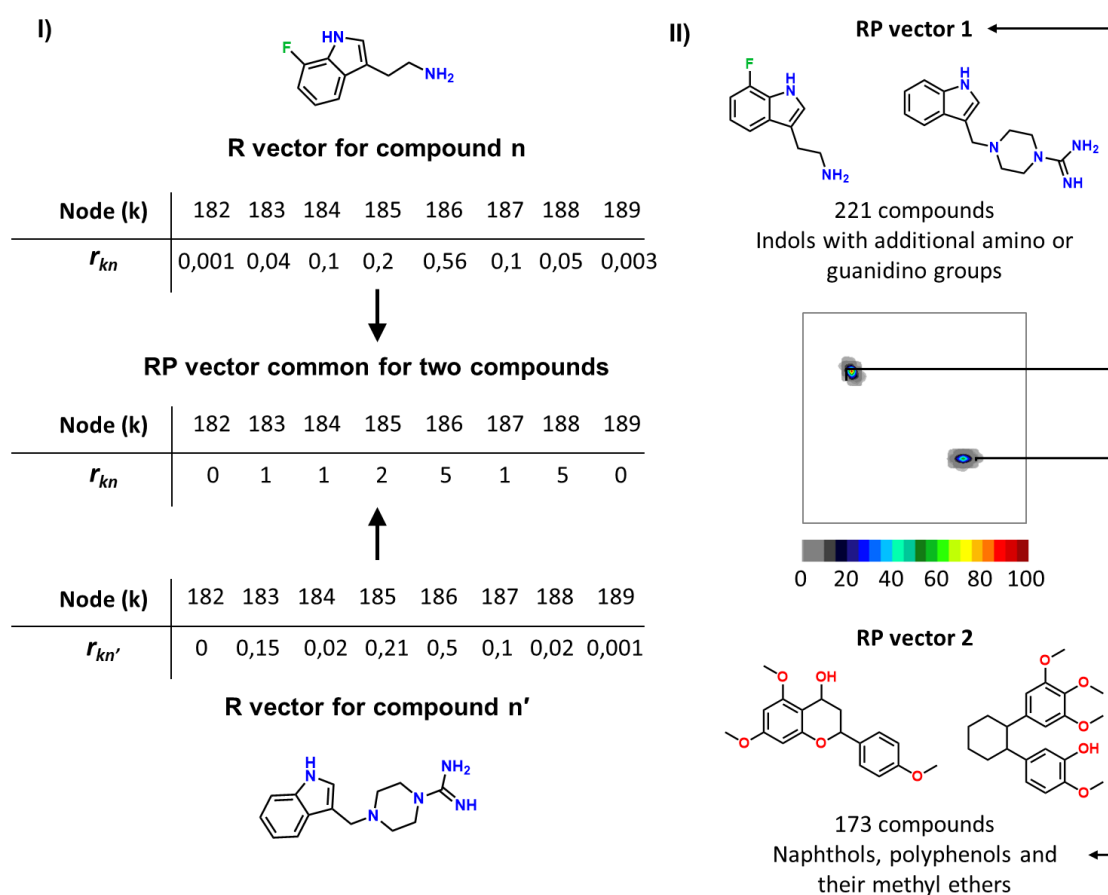 I)
HN
F
NH2
R vector for compound n
Node (k) 182 183 184 185 186 187 188 189
rkn 0,001 0,04 0,1 0,2 0,56 0,1 0,05 0,003
RP vector common for two compounds
Node (k) 182 183 184 185 186 187 188 189
rkn 0 1 1 2 5 1 5 0
Node (k) 182 183 184 185 186 187 188 189
rkn′ 0 0,15 0,02 0,21 0,5 0,1 0,02 0,001
R vector for compound n′
H
N
NH2
N
NH
N
II)
RP vector 1
F
H
N
NH2
H
N
N
N
NH2
NH
221 compounds
Indols with additional amino or
guanidino groups
0 20 40 60 80 100
RP vector 2
O
OH
O
O
O
O
O
O
OH
O
173 compounds
Naphthols, polyphenols and
their methyl ethers